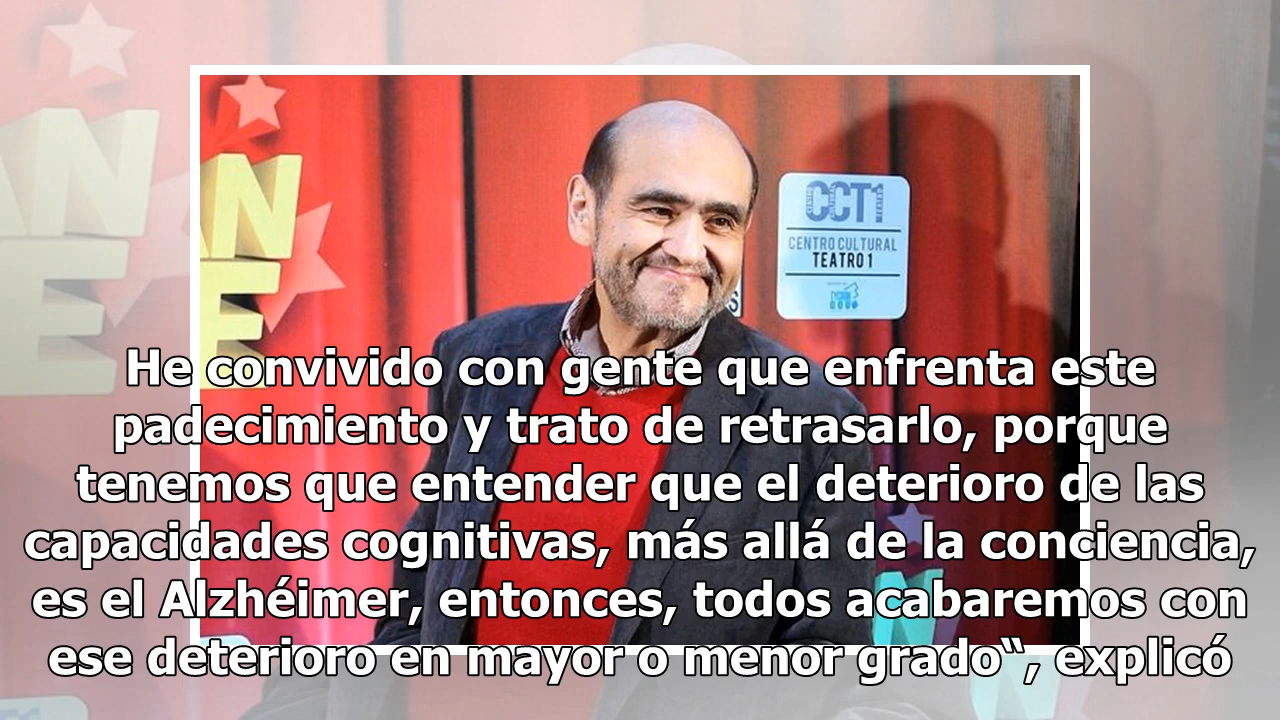 AN
E
AN
E
CCT1
CENTRO CULTURAL
TEATRO 1
He convivido con gente que enfrenta este
padecimiento y trato de retrasarlo, porque
tenemos que entender que el deterioro de las
capacidades cognitivas, más allá de la conciencia,
es el Alzhéimer, entonces, todos acabaremos con
ese deterioro en mayor o menor grado“, explicó